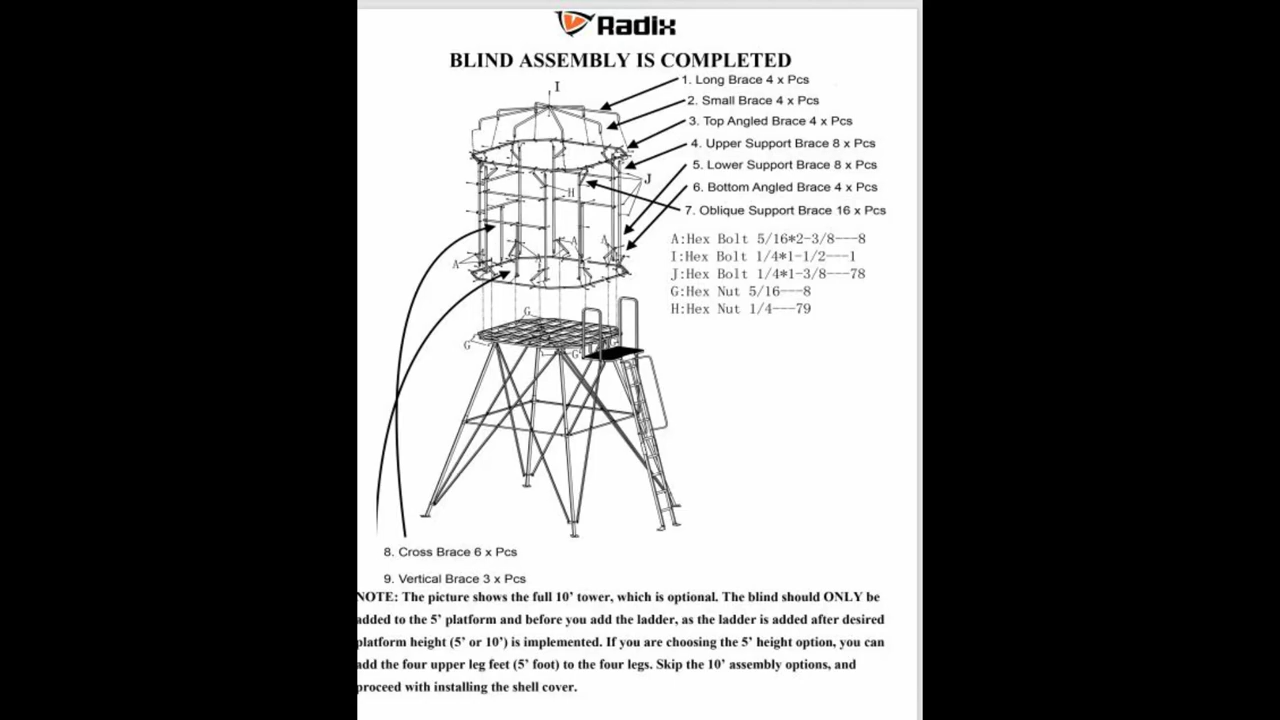 Radix
BLIND ASSEMBLY IS COMPLETED
I
1. Long Brace 4 x Pcs
2. Small Brace 4 x Pcs
3. Top Angled Brace 4 x Pcs
4. Upper Support Brace 8 x Pcs
5. Lower Support Brace 8 x Pcs
J
6. Bottom Angled Brace 4 x Pcs
H
7. Oblique Support Brace 16 x Pcs
A:Hex Bolt 5/16*2-3/8---8
A
A
I:Hex Bolt 1/4*1-1/2---1
A
J:Hex Bolt 1/4*1-3/8---78
G:Hex Nut 5/16---8
H:Hex Nut 1/4---79
G
G
G
8. Cross Brace 6 x Pcs
9. Vertical Brace 3 x Pcs
NOTE: The picture shows the full 10’ tower, which is optional. The blind should ONLY be
added to the 5’ platform and before you add the ladder, as the ladder is added after desired
platform height (5’ or 10’) is implemented. If you are choosing the 5’ height option, you can
add the four upper leg feet (5’ foot) to the four legs. Skip the 10’ assembly options, and
proceed with installing the shell cover.